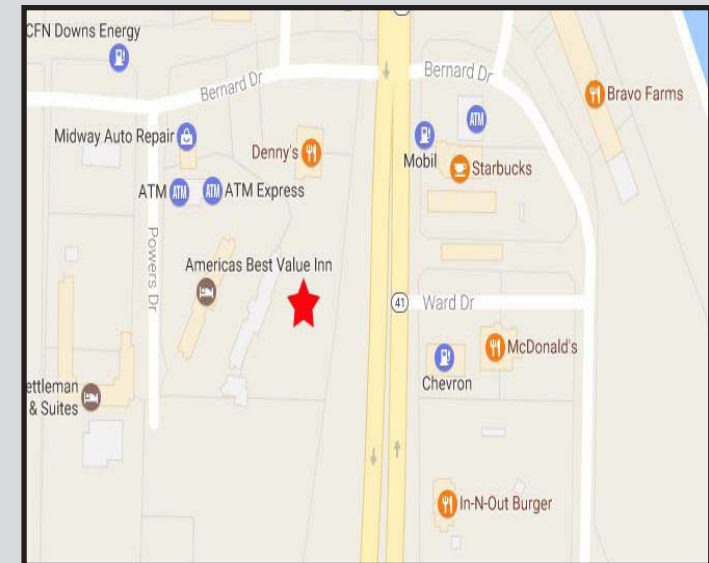 CFN Downs Energy
Bernard Dr
Bernard Dr
Bravo Farms
Midway Auto Repair
Denny's
ATM
Mobil
Starbucks
ATM ATM
ATM ATM Express
Powers Dr
Americas Best Value Inn
41
Ward Dr
McDonald's
Chevron
ettleman
& Suites
In-N-Out Burger